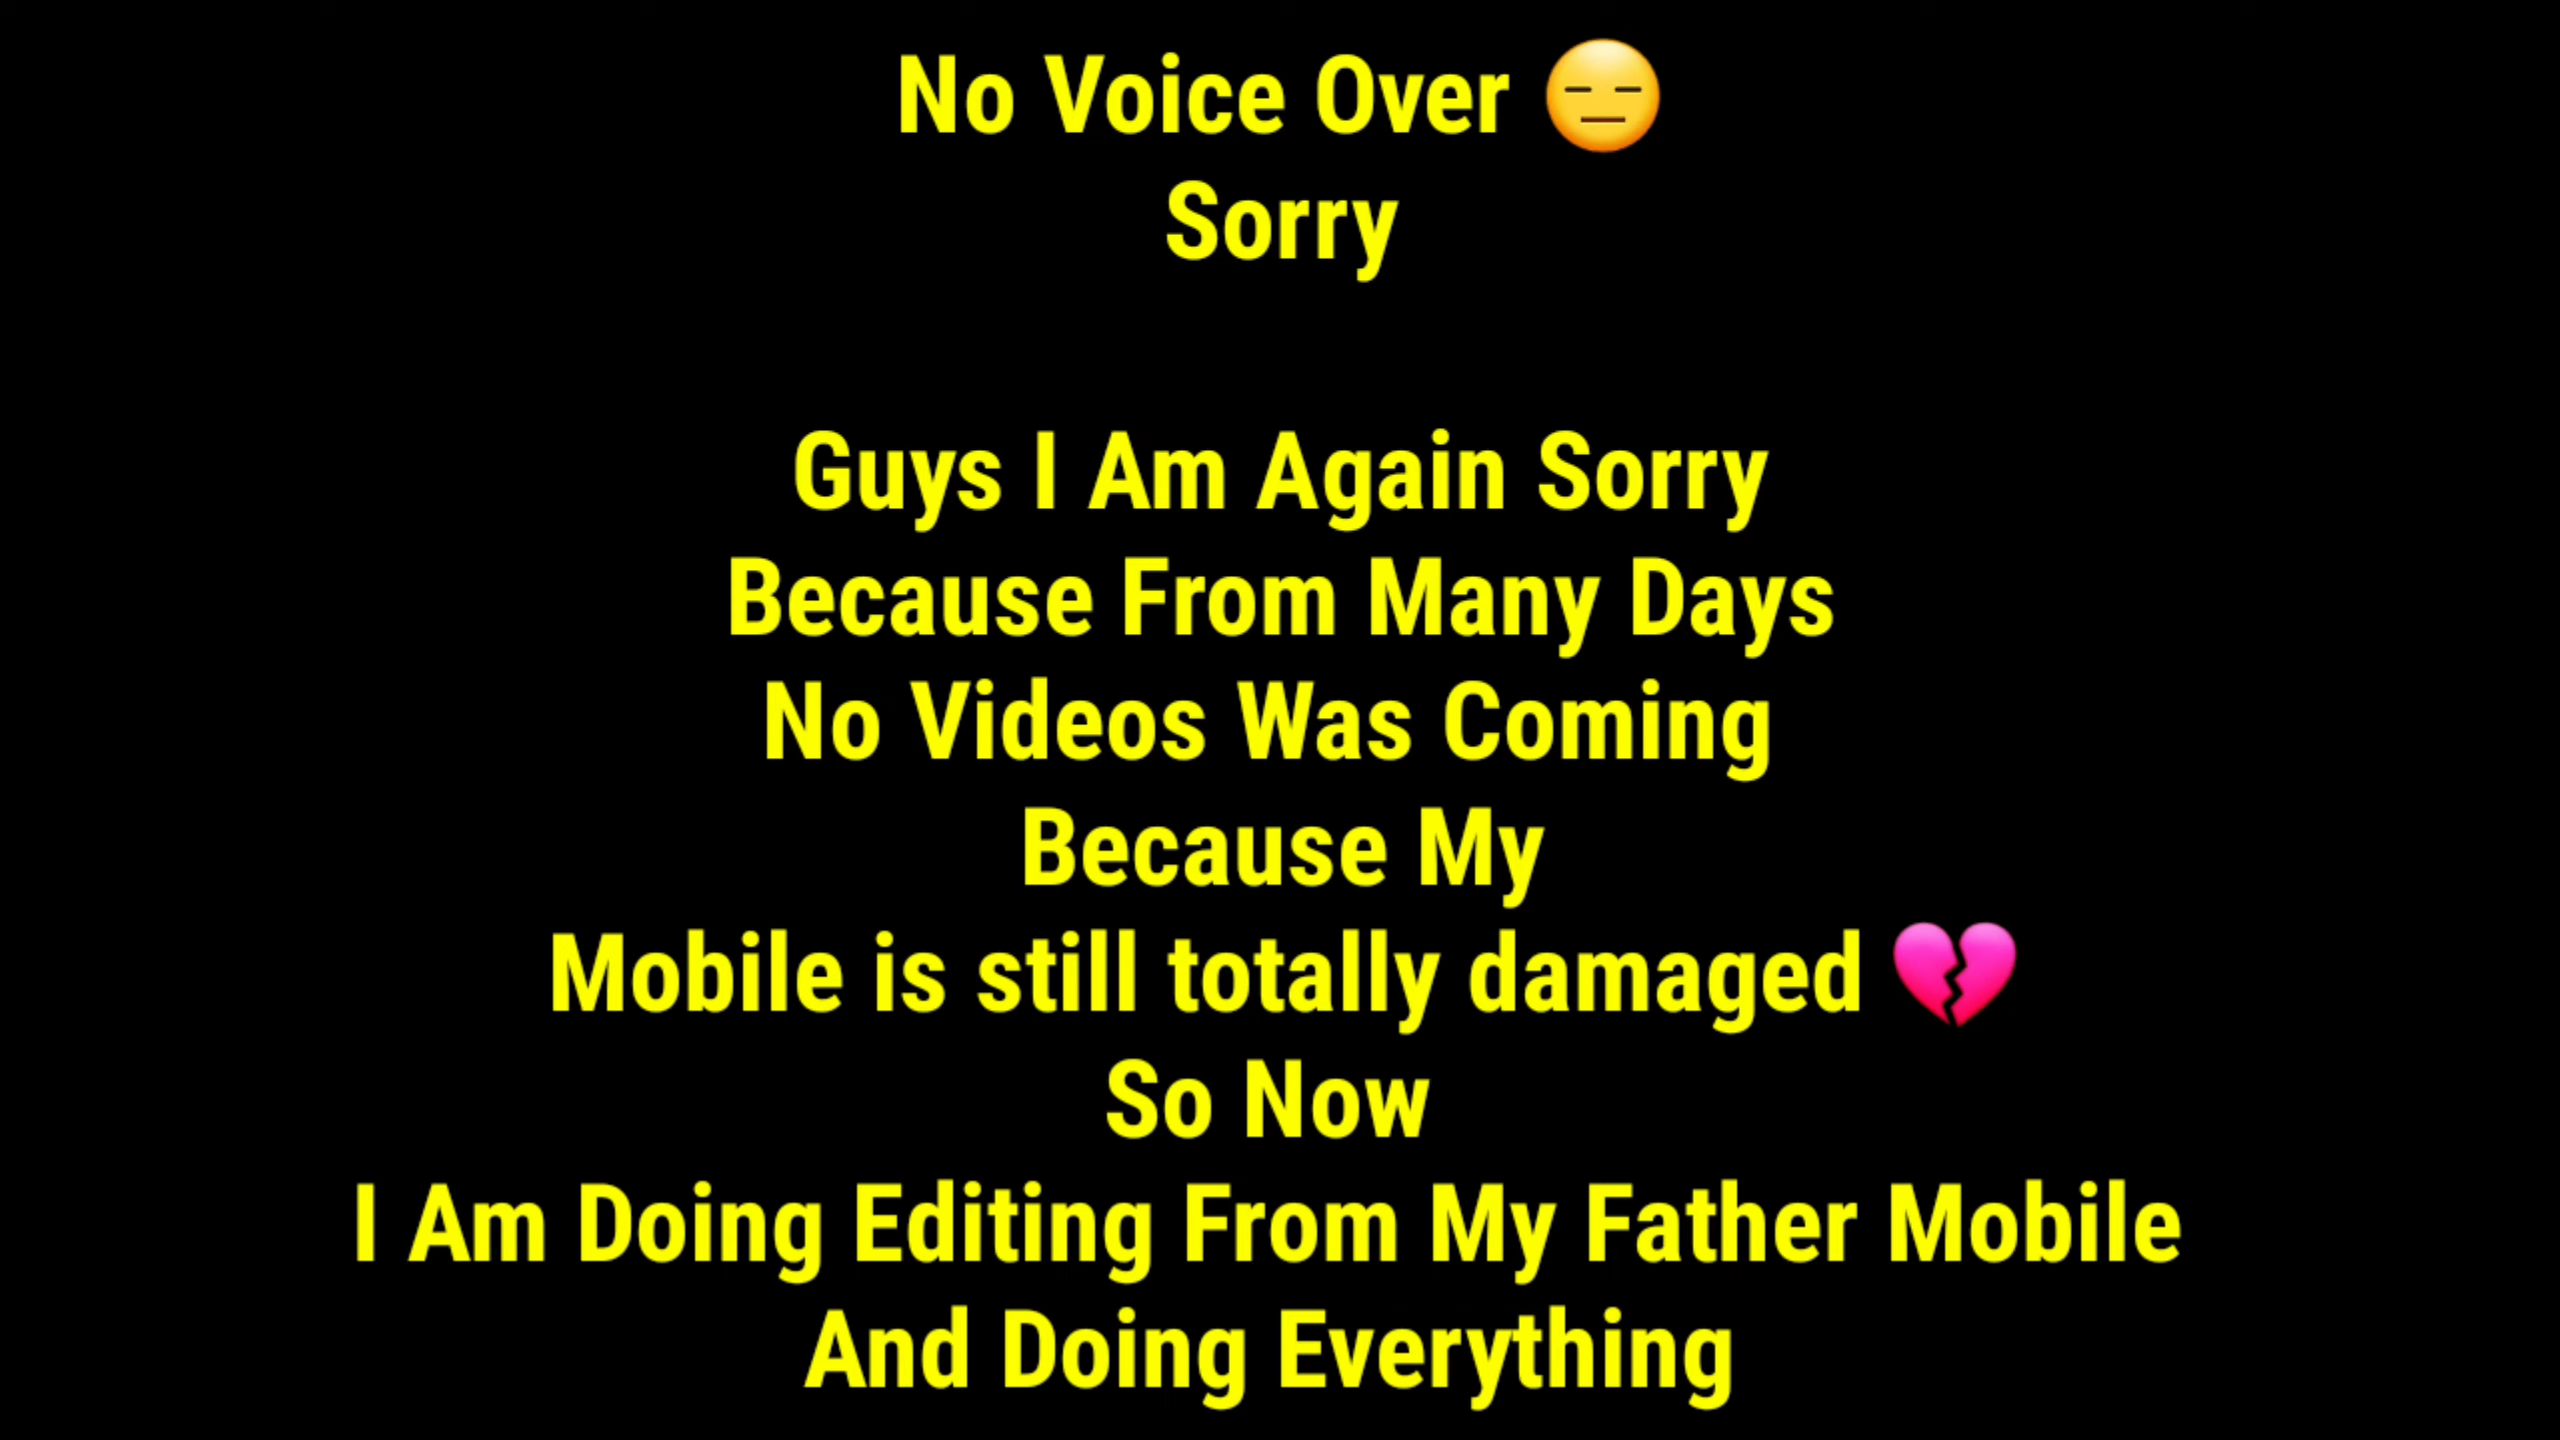 No Voice Over 😑
Sorry
Guys I Am Again Sorry
Because From Many Days
No Videos Was Coming
Because My
Mobile is still totally damaged 💔
So Now
I Am Doing Editing From My Father Mobile
And Doing Everything